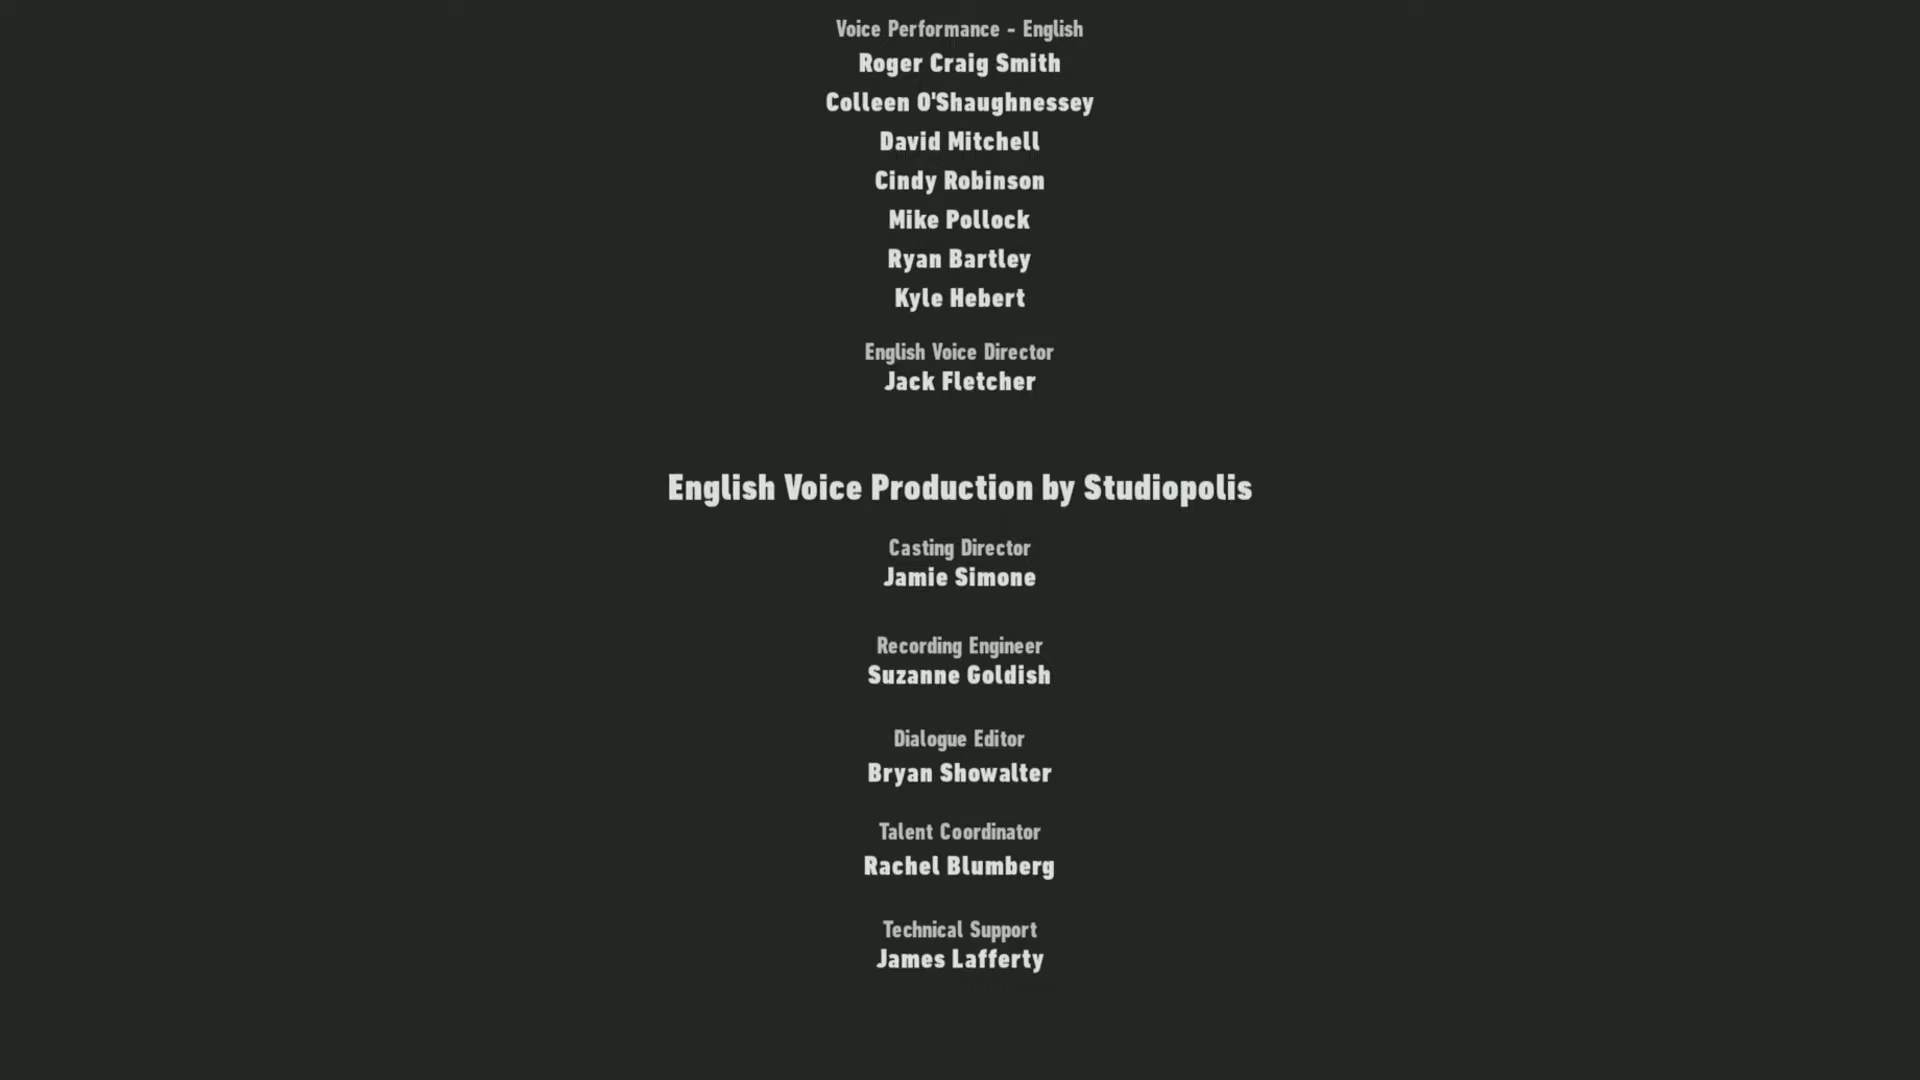 Voice Performance - English
Roger Craig Smith
Colleen O'Shaughnessey
David Mitchell
Cindy Robinson
Mike Pollock
Ryan Bartley
Kyle Hebert
English Voice Director
Jack Fletcher
English Voice Production by Studiopolis
Casting Director
Jamie Simone
Recording Engineer
Suzanne Goldish
Dialogue Editor
Bryan Showalter
Talent Coordinator
Rachel Blumberg
Technical Support
James Lafferty